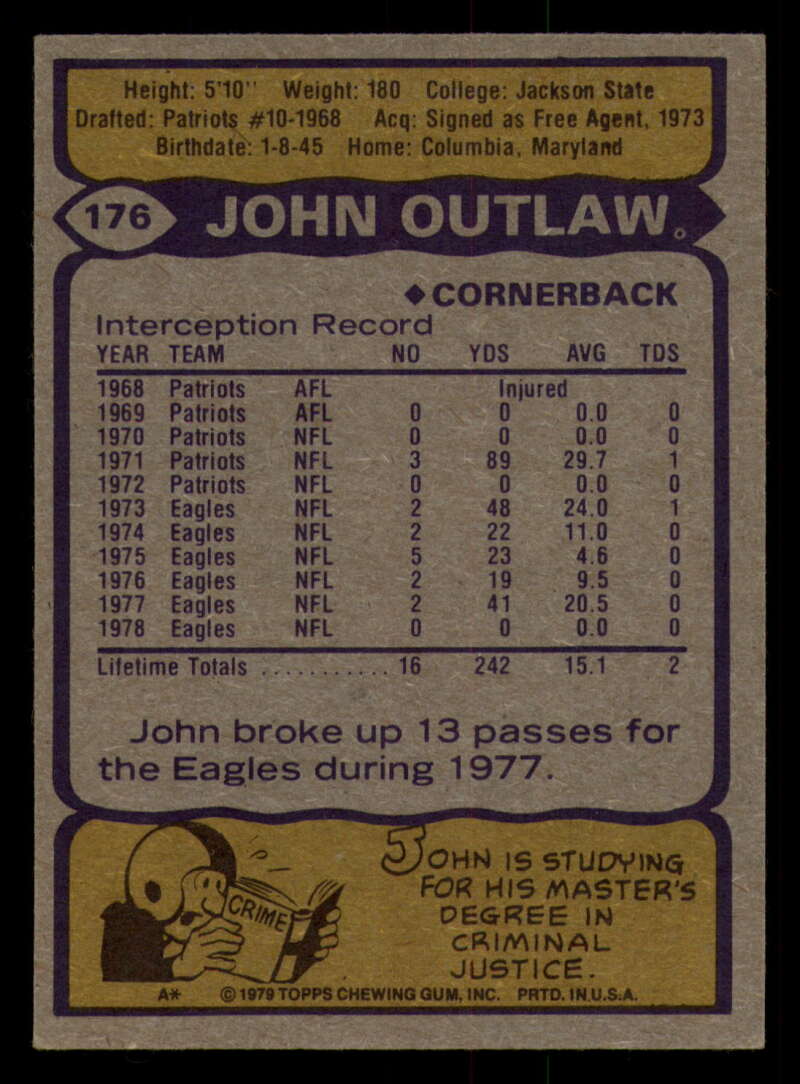 Height: 5'10" Weight: 180 College: Jackson State
Drafted: Patriots #10-1968 Acq: Signed as Free Agent, 1973
Birthdate: 1-8-45 Home: Columbia, Maryland
176 JOHN OUTLAW
◆CORNERBACK
Interception Record
YEAR TEAM NO YDS AVG TDS
1968 Patriots AFL Injured
1969 Patriots AFL 0 0 0.0 0
1970 Patriots NFL 0 0 0.0 0
1971 Patriots NFL 3 89 29.7 1
1972 Patriots NFL 0 0 0.0 0
1973 Eagles NFL 2 48 24.0 1
1974 Eagles NFL 2 22 11.0 0
1975 Eagles NFL 5 23 4.6 0
1976 Eagles NFL 2 19 9.5 0
1977 Eagles NFL 2 41 20.5 0
1978 Eagles NFL 0 0 0.0 0
Lifetime Totals ........... 16 242 15.1 2
John broke up 13 passes for
the Eagles during 1977.
CRIME
JOHN IS STUDYING
FOR HIS MASTER'S
DEGREE IN
CRIMINAL
JUSTICE.
A* © 1979 TOPPS CHEWING GUM, INC. PRTD. IN U.S.A.